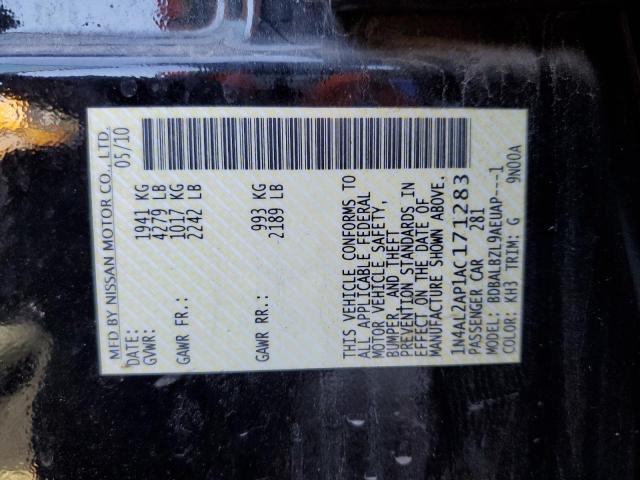 MFD BY NISSAN MOTOR CO., LTD.
DATE: 05/10
GVWR: 1941 KG
4279 LB
GAWR FR.: 1017 KG
2242 LB
GAWR RR.: 993 KG
2189 LB
THIS VEHICLE CONFORMS TO
ALL APPLICABLE FEDERAL
MOTOR VEHICLE SAFETY,
BUMPER, AND THEFT
PREVENTION STANDARDS IN
EFFECT ON THE DATE OF
MANUFACTURE SHOWN ABOVE.
1N4AL2AP1AC171283
PASSENGER CAR 281
MODEL: BDBALBZL9AEUAP----1
COLOR: KH3 TRIM: G 9N00A